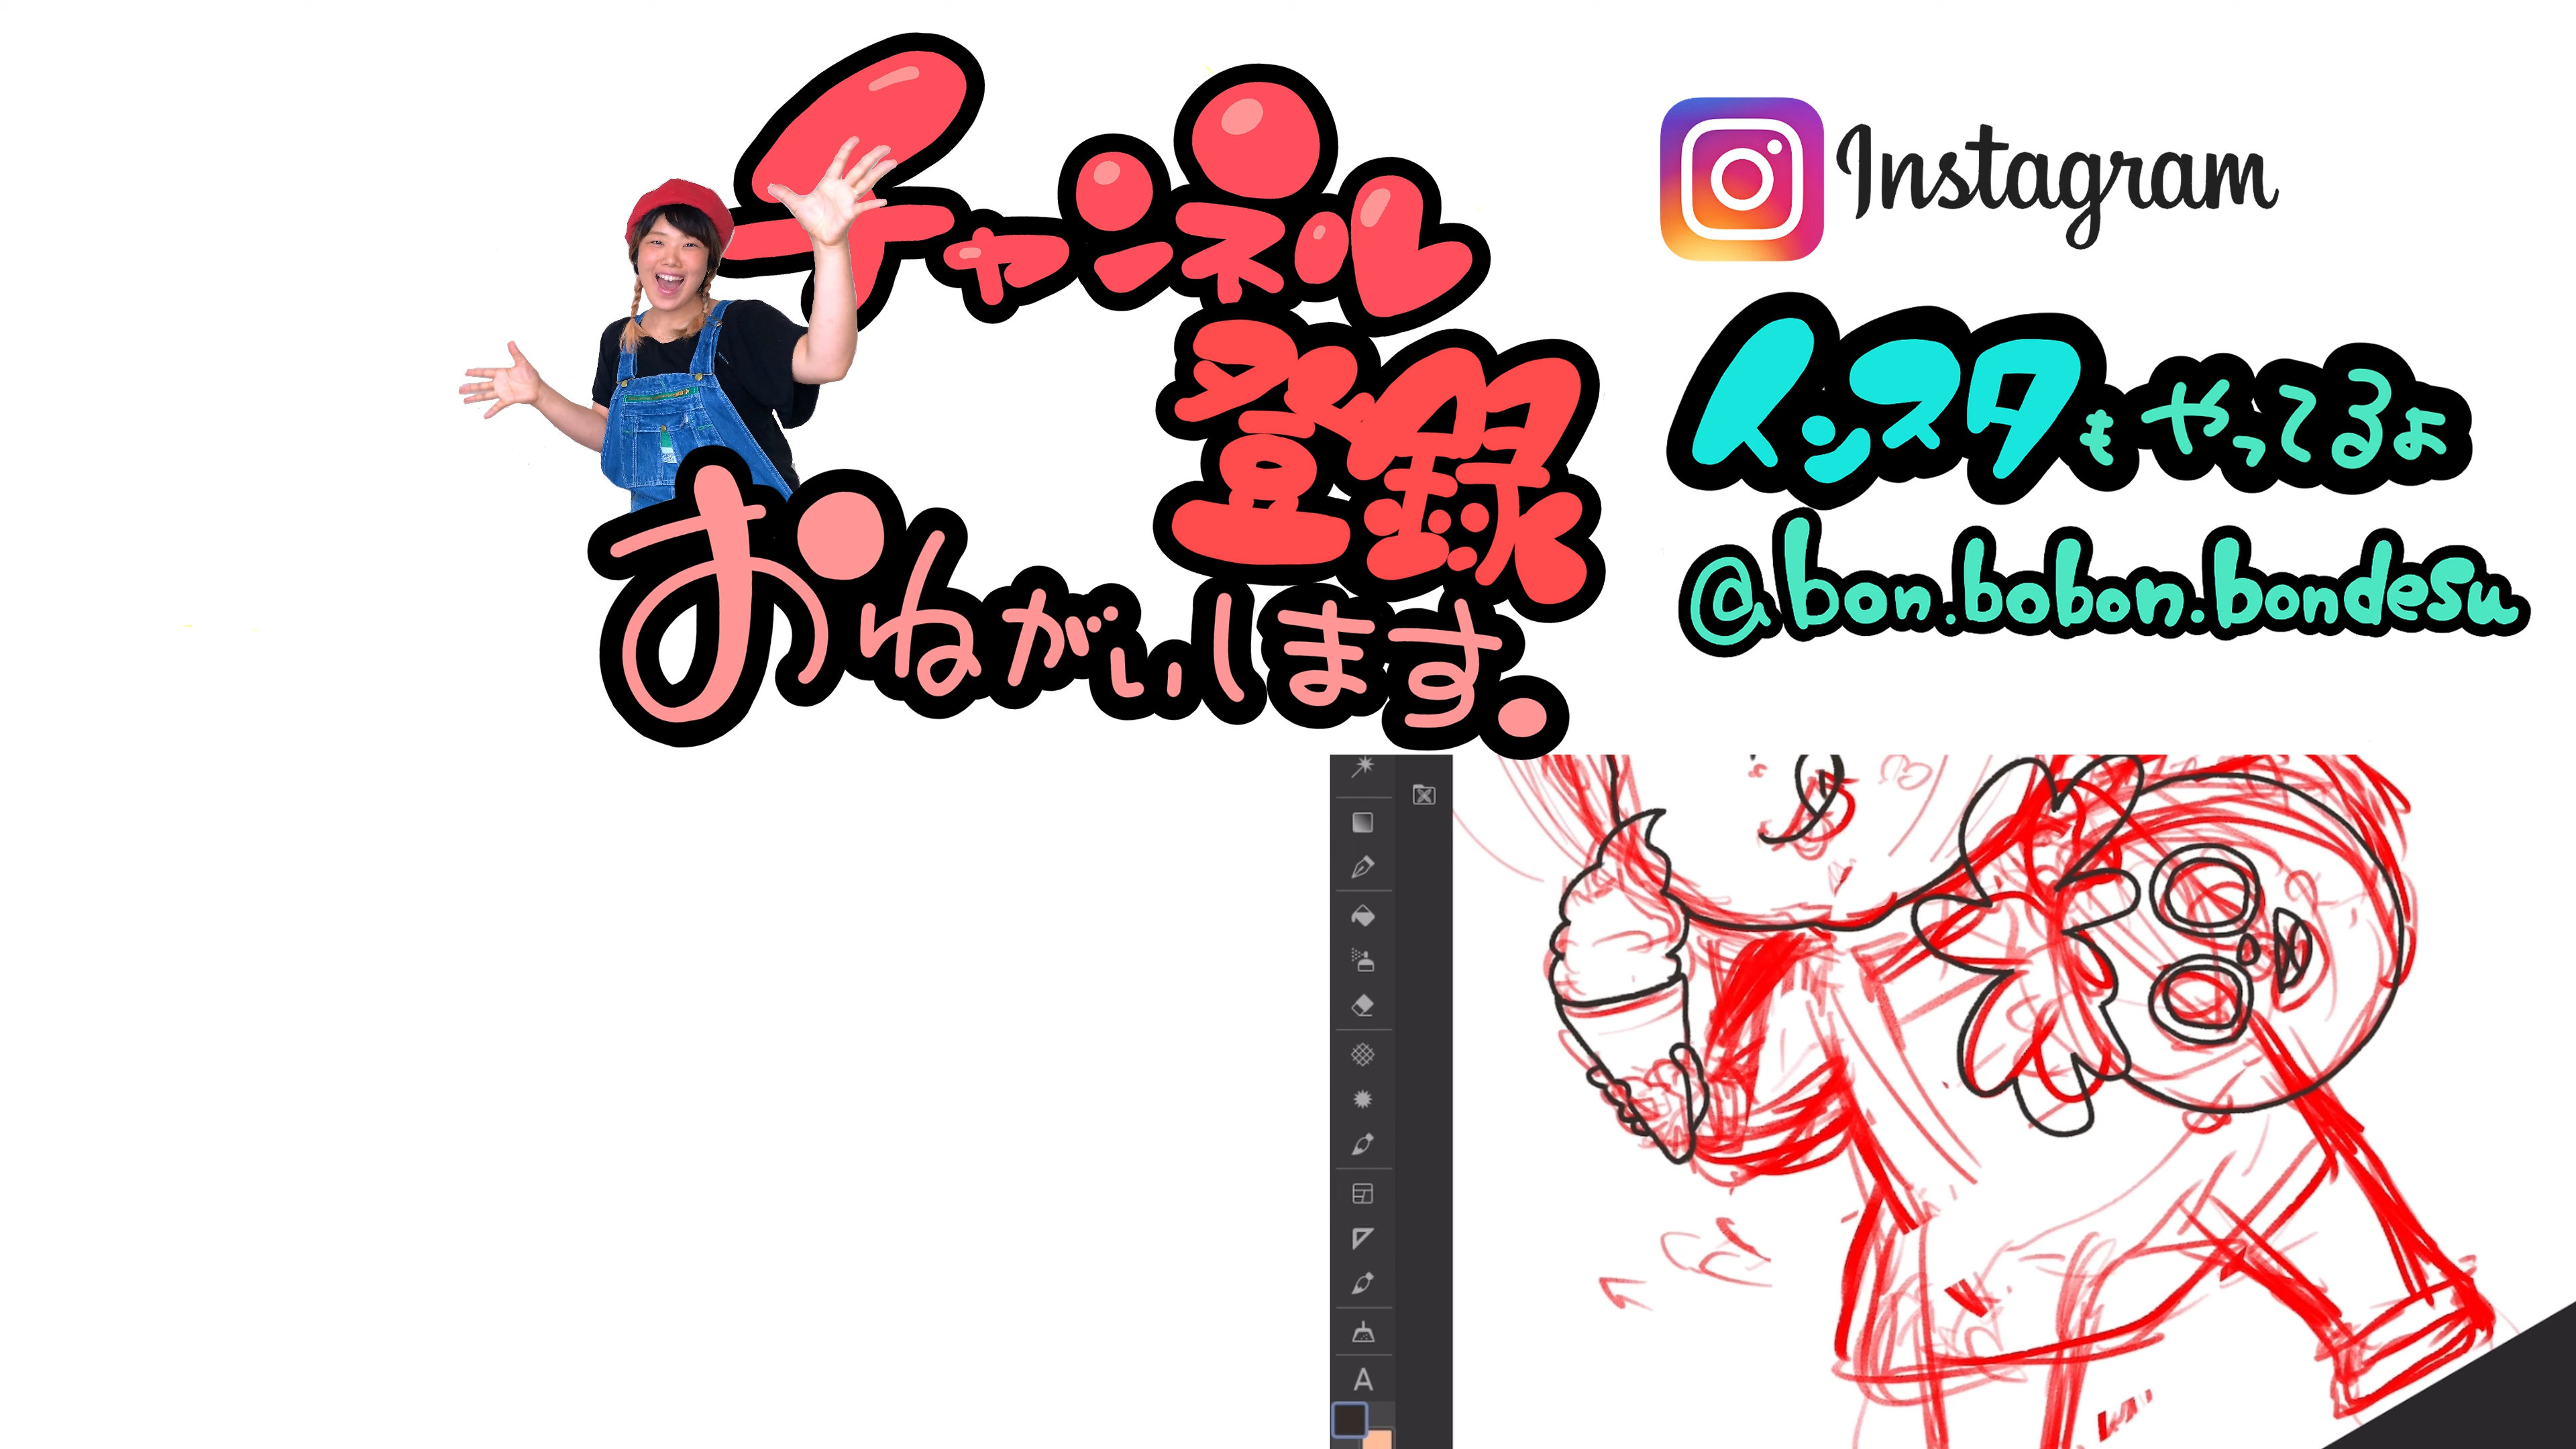 チャンネル
登録
おねがいします.
Instagram
インスタもやってるよ
@bon.bobon.bondesu
A